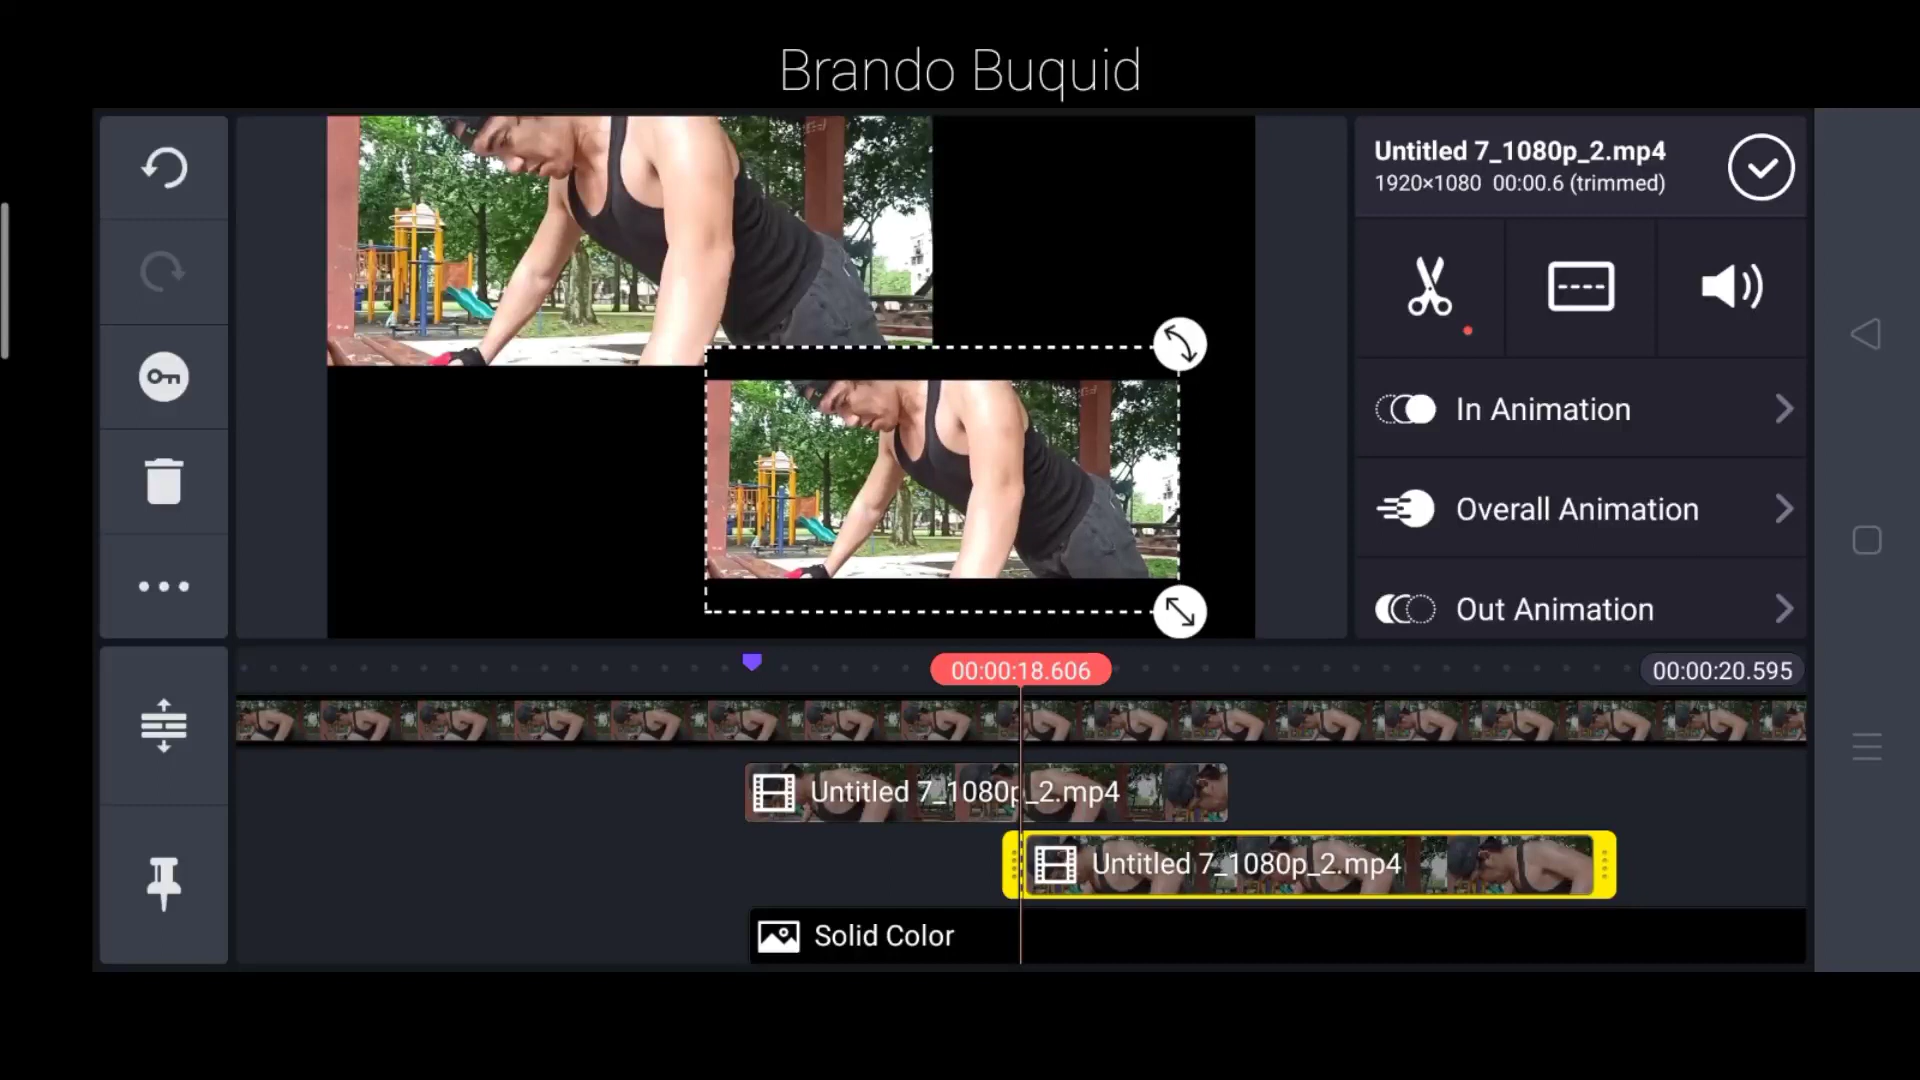 Brando Buquid
Untitled 7_1080p_2.mp4
1920×1080 00:00.6 (trimmed)
In Animation
Overall Animation
Out Animation
00:00:18.606
00:00:20.595
Untitled 7_1080p_2.mp4
Untitled 7_1080p_2.mp4
Solid Color